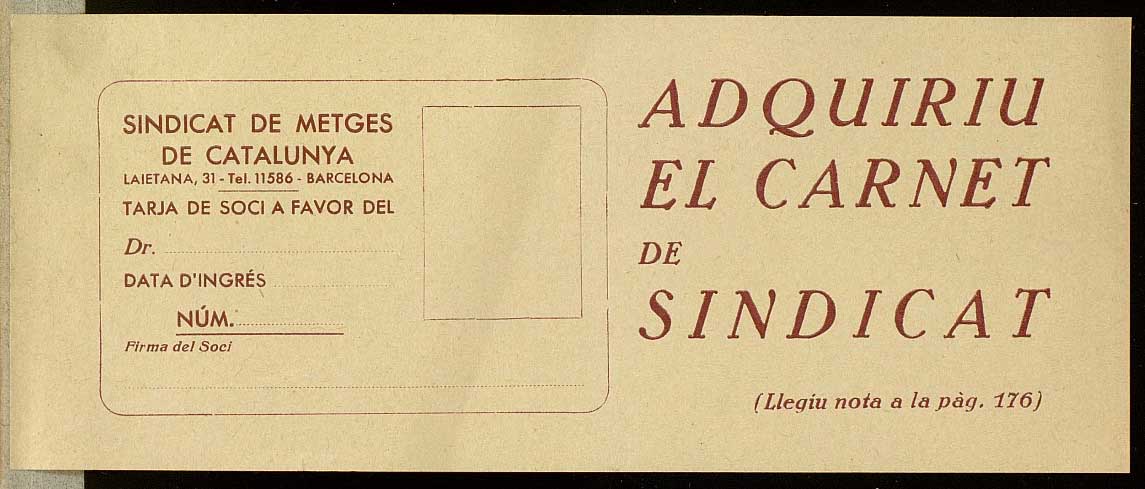 SINDICAT DE METGES
DE CATALUNYA
LAIETANA, 31 - Tel. 11586 - BARCELONA
TARJA DE SOCI A FAVOR DEL
Dr.
DATA D'INGRÉS
NÚM.
Firma del Soci
ADQUIRIU
EL CARNET
DE
SINDICAT
(Llegiu nota a la pàg. 176)